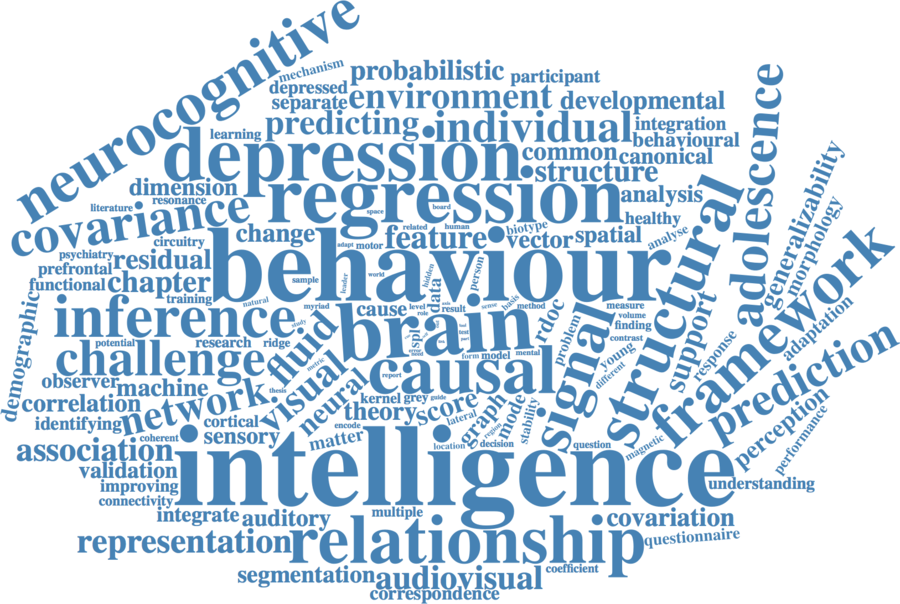 neurocognitive
mechanism
probabilistic
participant
depressed
separate
environment
developmental
learning
predicting
individual
integration
behavioural
depression
common
canonical
structure
adolescence
generalizability
morphology
dimension
resonance
literature
regression
analysis
space
board
covariance
change
related
human
feature
biotype
vector
spatial
healthy
analyse
circuitry
psychiatry
prefrontal
functional
residual
chapter
training
behaviour
adapt
motor
sample
leader
world
hidden
data
person
structural
framework
demographic
natural
myriad
cause
level
role
result
sense
basis
method
rdoc
measure
volume
finding
contrast
support
response
adaptation
inference
study
fluid
brain
signal
problem
potential
research
ridge
challenge
metric
visual
spl
form
model
mental
young
different
prediction
observer
machine
thesis
neural
report
causal
correlation
network
kernel
grey
guide
identifying
cortical
encode
theory
score
lateral
graph
region
mode
stability
perception
performance
association
coherent
sensory
matter
location
decision
question
magnetic
validation
improving
connectivity
intelligence
understanding
integrate
auditory
multiple
covariation
representation
relationship
questionnaire
segmentation
audiovisual
coefficient
correspondence